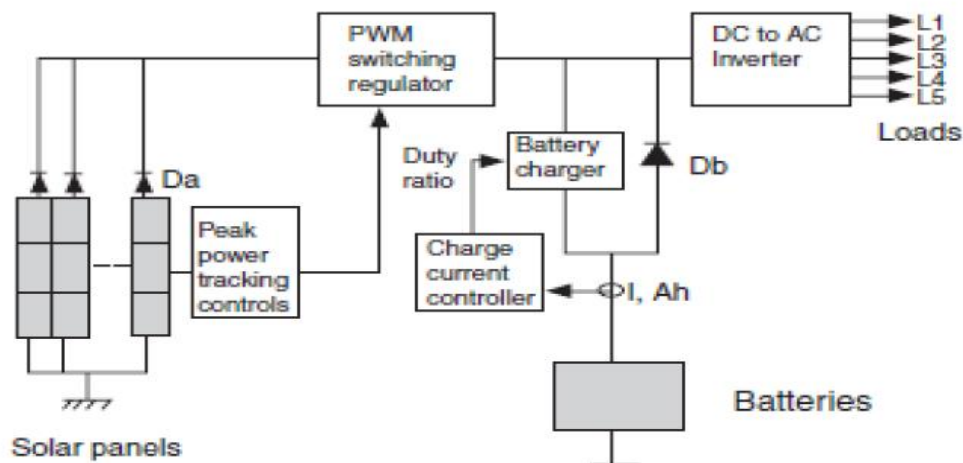 PWM
switching
regulator
DC to AC
Inverter
L1
L2
L3
L4
L5
Loads
Da
Duty
ratio
Battery
charger
Db
Peak
power
tracking
controls
Charge
current
controller
I, Ah
Batteries
Solar panels